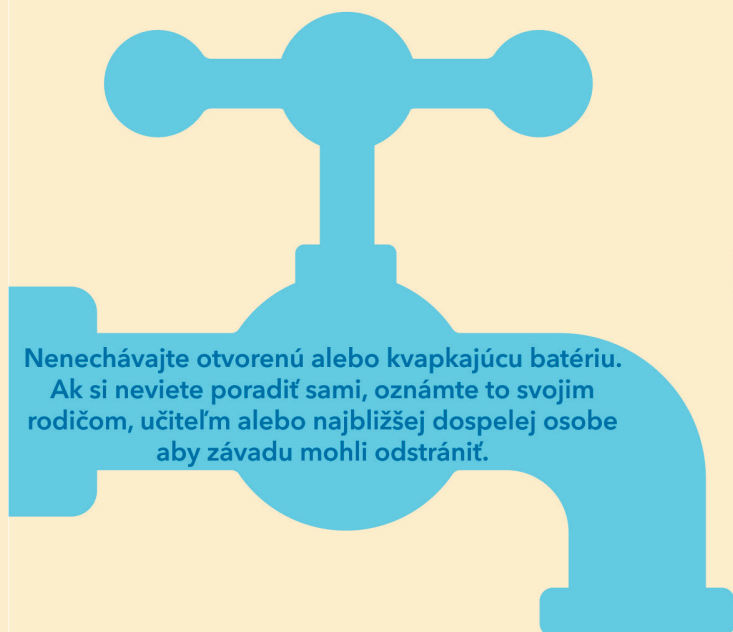 Nenechávajte otvorenú alebo kvapkajúcu batériu.
Ak si neviete poradiť sami, oznámte to svojim
rodičom, učiteľm alebo najbližšej dospelej osobe
aby závadu mohli odstrániť.